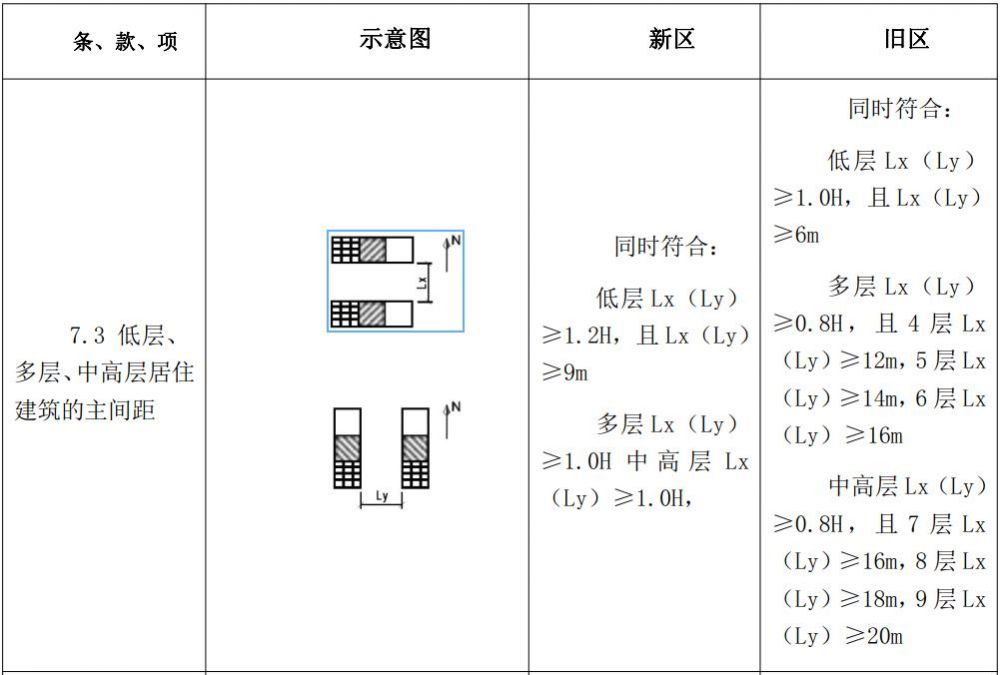 条、款、项
示意图
新区
旧区
7.3 低层、
多层、中高层居住
建筑的主间距
N
Lx
N
Ly
同时符合：
低层 Lx（Ly）
≥1.2H，且 Lx（Ly）
≥9m
多层 Lx（Ly）
≥1.0H 中高层 Lx
（Ly）≥1.0H，
同时符合：
低层 Lx（Ly）
≥1.0H，且 Lx（Ly）
≥6m
多层 Lx（Ly）
≥0.8H，且 4 层 Lx
（Ly）≥12m，5 层 Lx
（Ly）≥14m，6 层 Lx
（Ly）≥16m
中高层 Lx（Ly）
≥0.8H，且 7 层 Lx
（Ly）≥16m，8 层 Lx
（Ly）≥18m，9 层 Lx
（Ly）≥20m